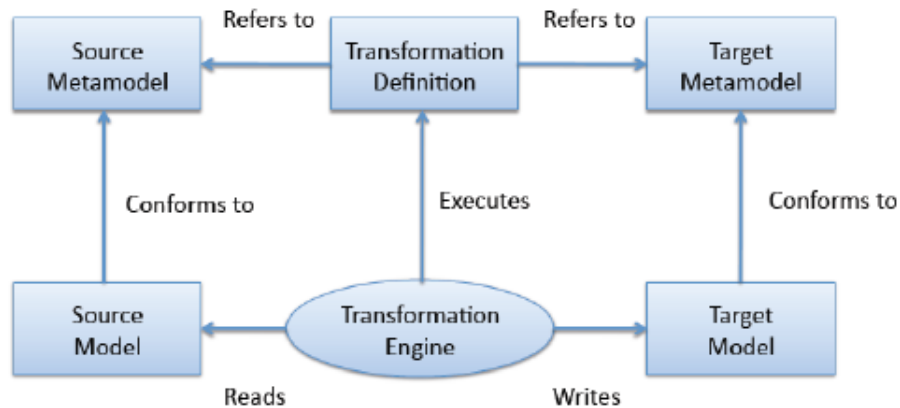 Refers to
Refers to
Source
Metamodel
Transformation
Definition
Target
Metamodel
Conforms to
Executes
Conforms to
Source
Model
Transformation
Engine
Target
Model
Reads
Writes